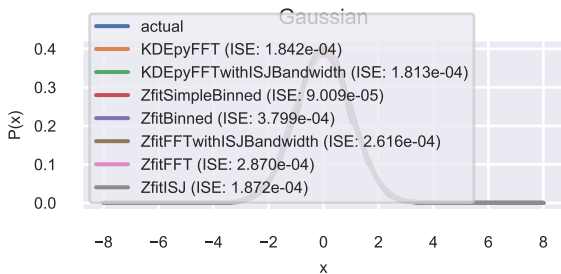 Gaussian
actual
KDEpyFFT (ISE: 1.842e-04)
KDEpyFFTwithISJBandwidth (ISE: 1.813e-04)
ZfitSimpleBinned (ISE: 9.009e-05)
ZfitBinned (ISE: 3.799e-04)
ZfitFFTwithISJBandwidth (ISE: 2.616e-04)
ZfitFFT (ISE: 2.870e-04)
ZfitISJ (ISE: 1.872e-04)
P(x)
0.4
0.3
0.2
0.1
0.0
−8 −6 −4 −2 0 2 4 6 8
x